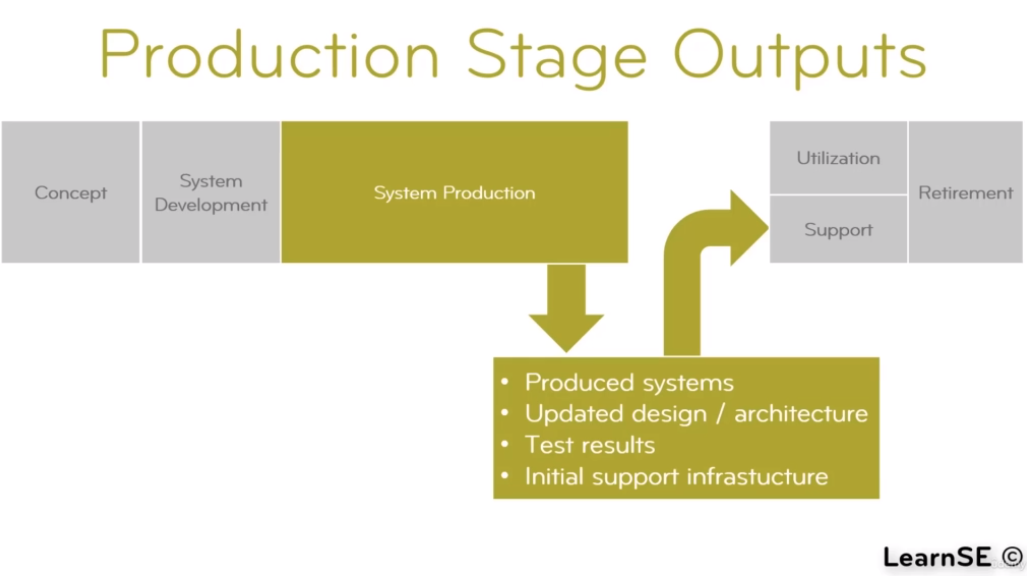 Production Stage Outputs
Concept
System
Development
System Production
Utilization
Support
Retirement
• Produced systems
• Updated design / architecture
• Test results
• Initial support infrastucture
LearnSE ©